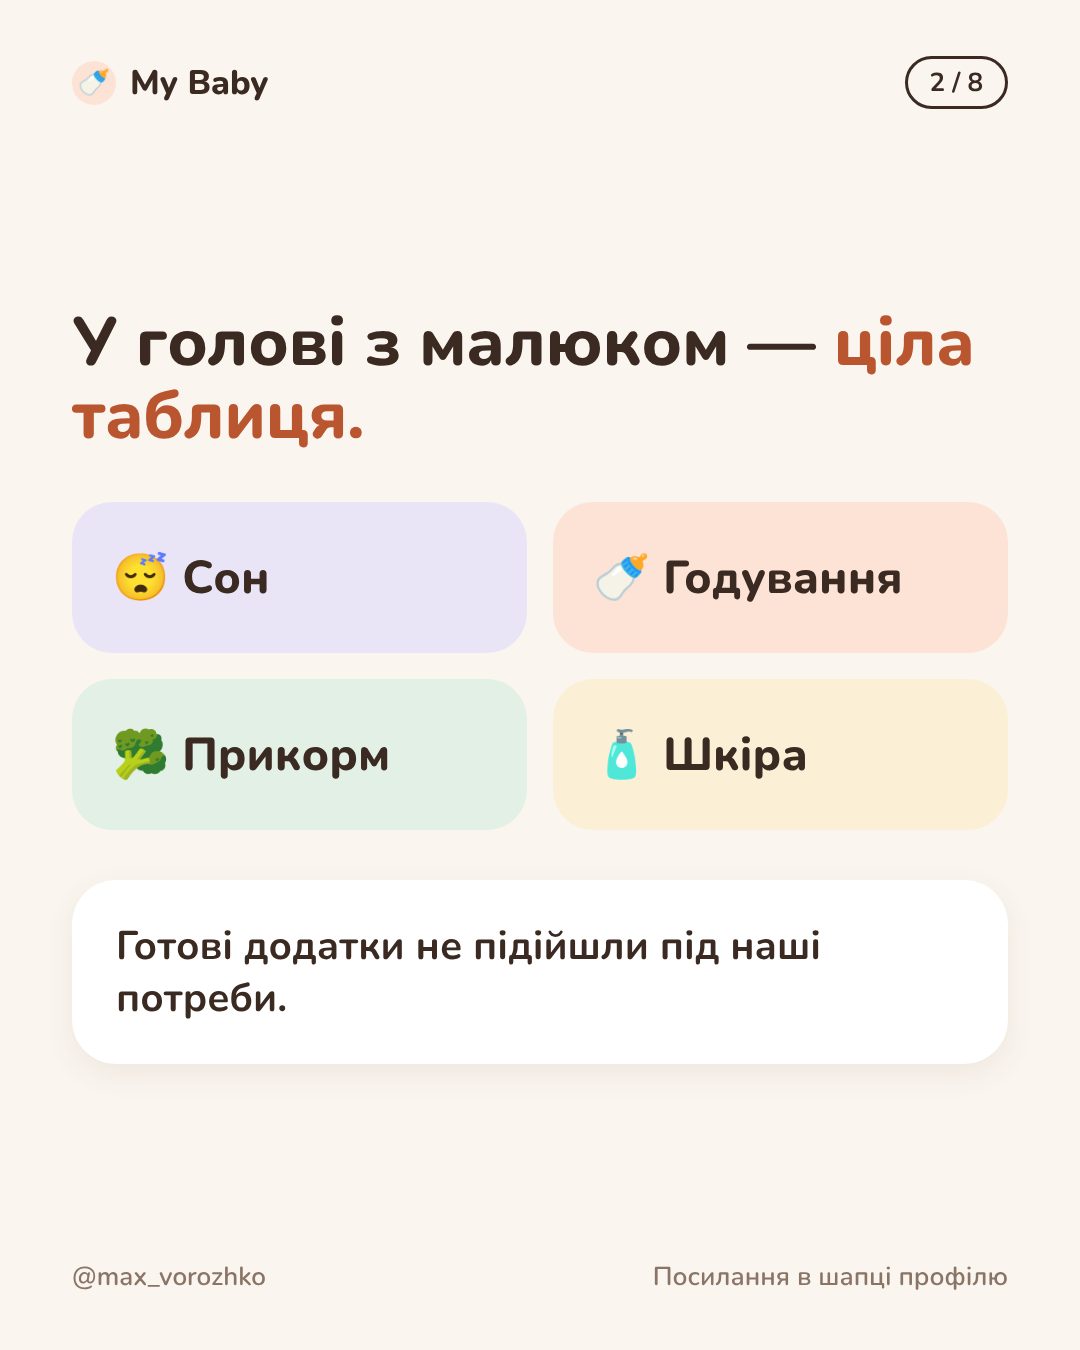 My Baby
2 / 8
У голові з малюком — ціла
таблиця.
Сон
Годування
Прикорм
Шкіра
Готові додатки не підійшли під наші
потреби.
@max_vorozhko
Посилання в шапці профілю